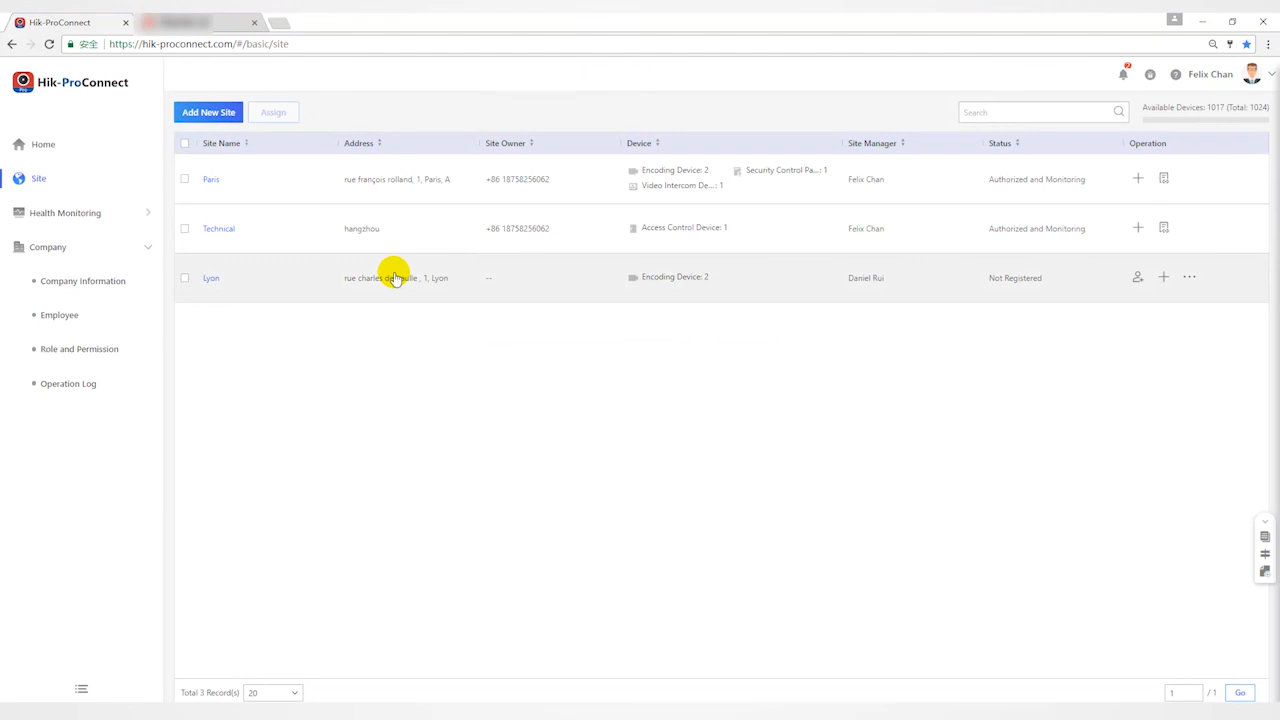 Hik-ProConnect
安全 https://hik-proconnect.com/#/basic/site
Hik-ProConnect
Felix Chan
Home
Site
Health Monitoring
Company
Company Information
Employee
Role and Permission
Operation Log
Add New Site
Assign
Search
Available Devices: 1017 (Total: 1024)
Site Name Address Site Owner Device Site Manager Status Operation
Paris rue françois rolland, 1, Paris, A +86 18758256062 Encoding Device: 2 Security Control Pa...: 1 Felix Chan Authorized and Monitoring
Video Intercom De...: 1
Technical hangzhou +86 18758256062 Access Control Device: 1 Felix Chan Authorized and Monitoring
Lyon rue charles , 1, Lyon -- Encoding Device: 2 Daniel Rui Not Registered
Total 3 Record(s) 20
1 / 1 Go